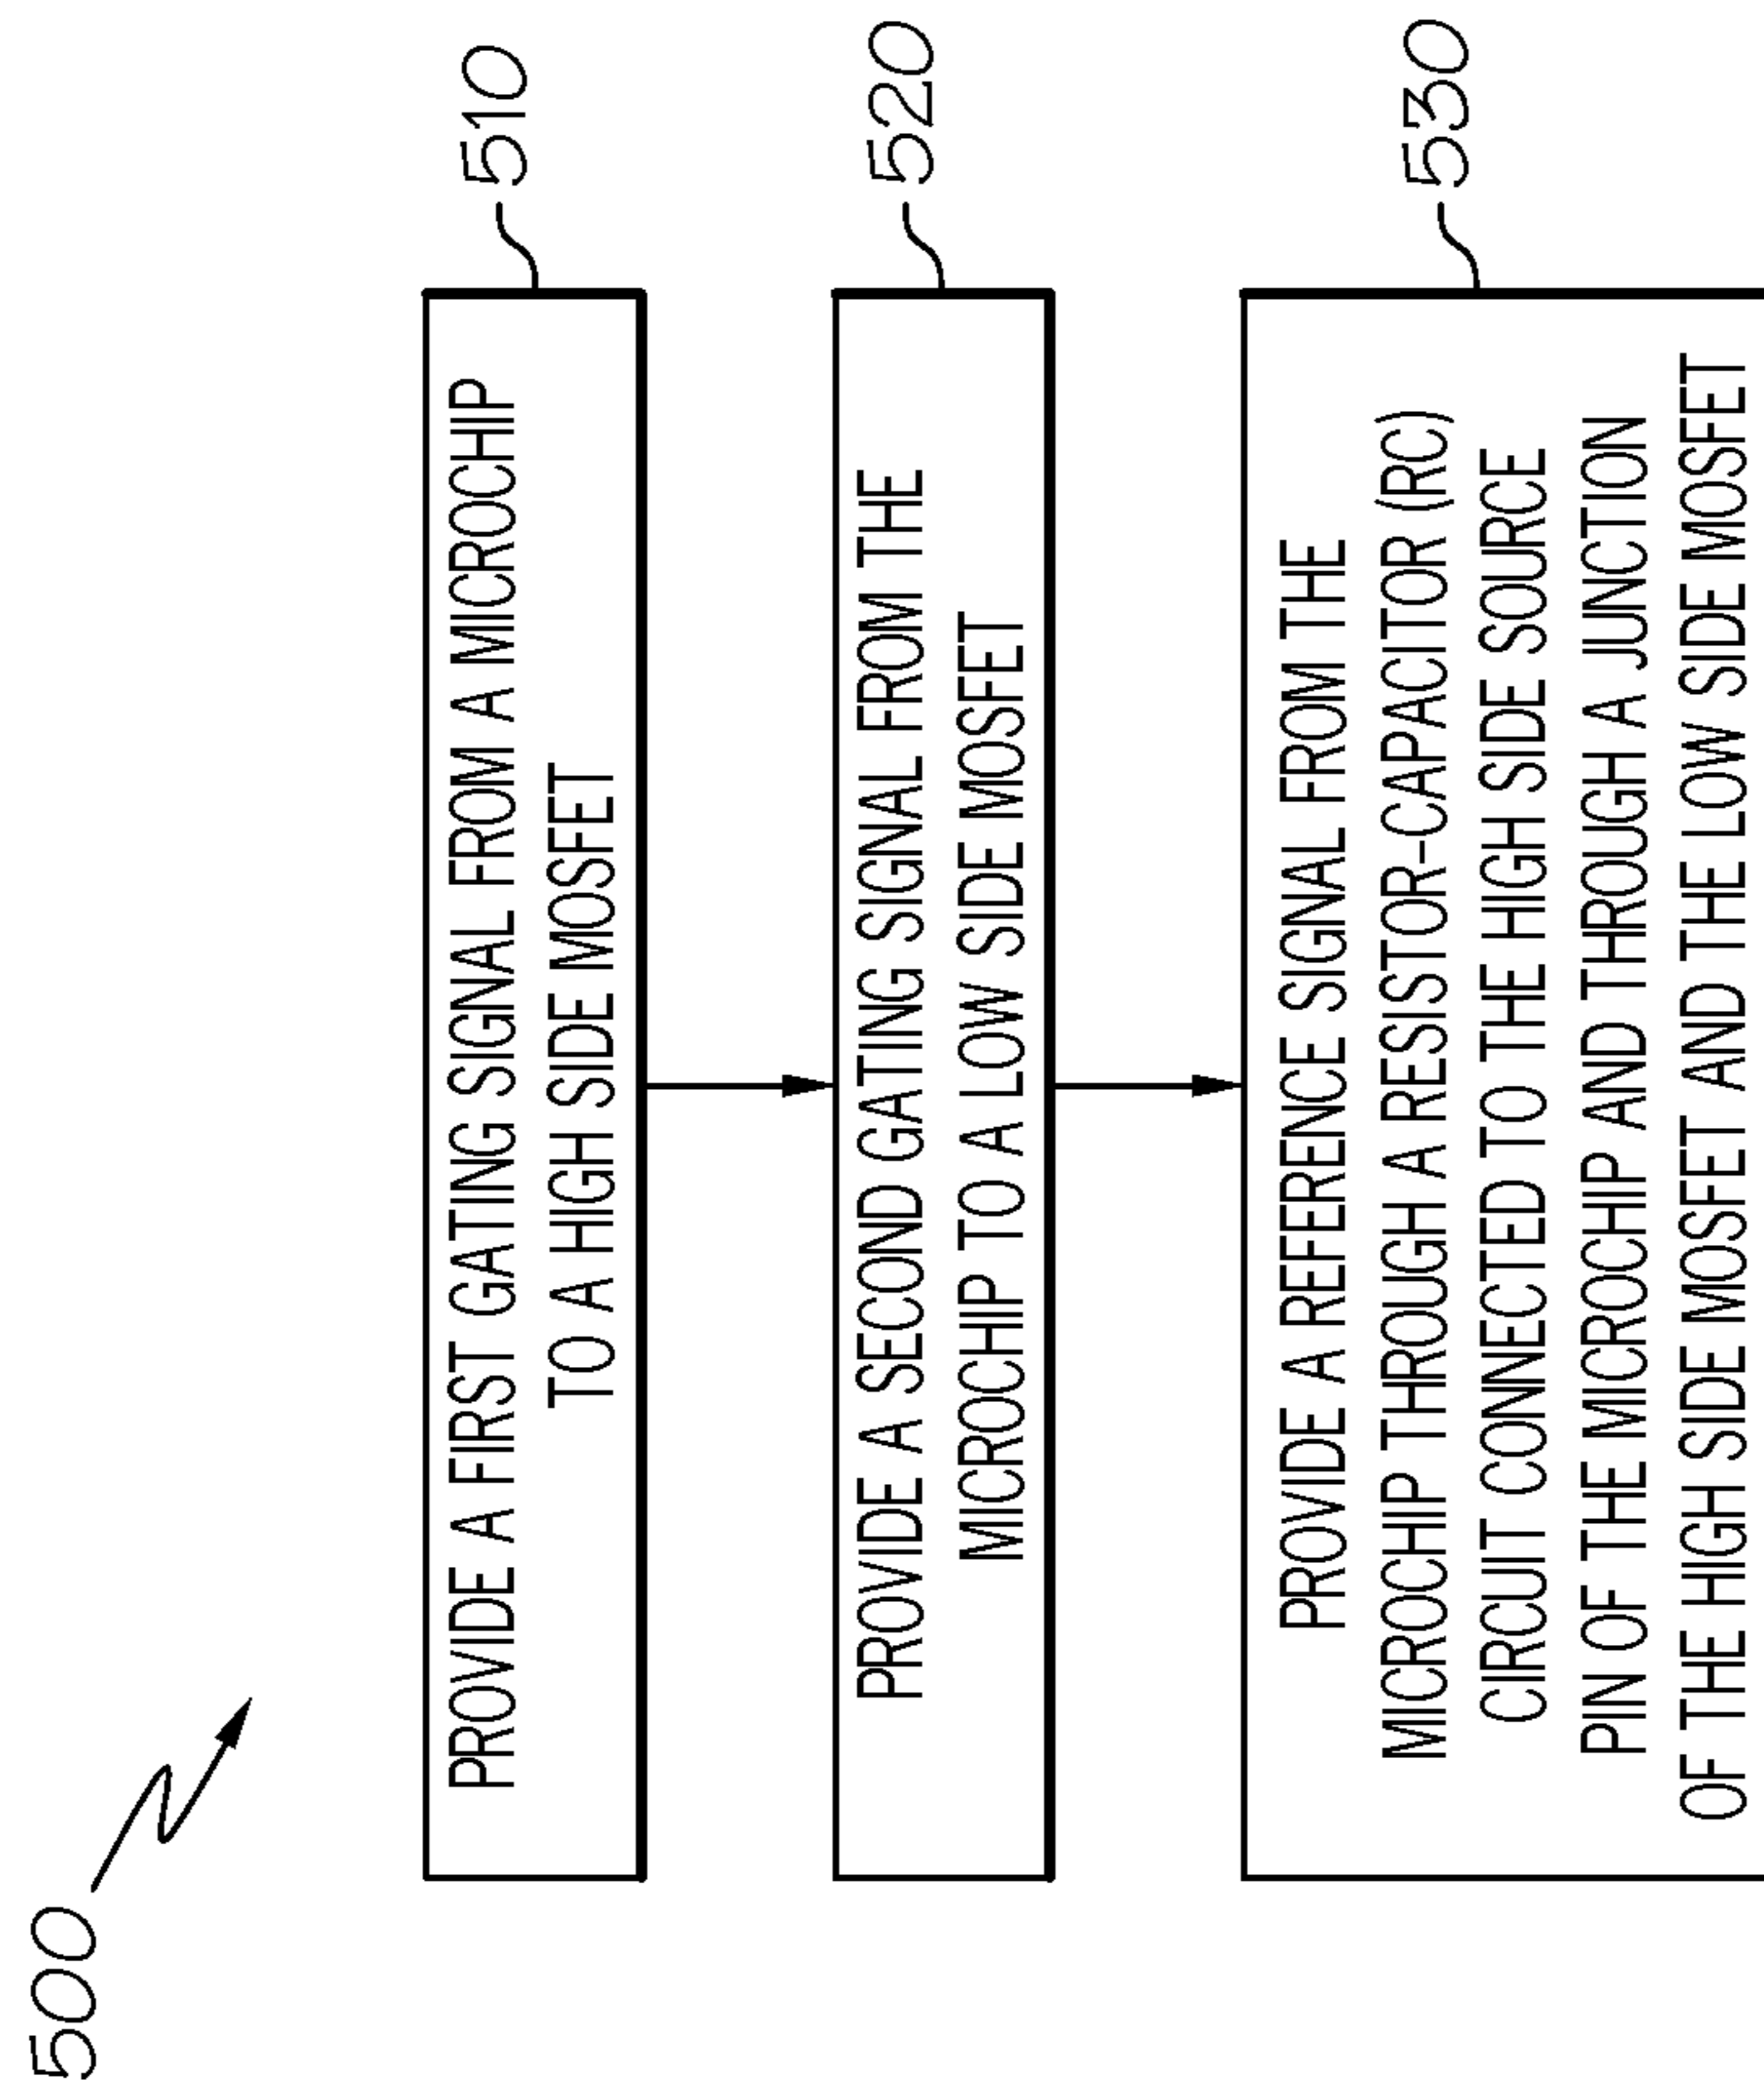 500
PROVIDE A FIRST GATING SIGNAL FROM A MICROCHIP
TO A HIGH SIDE MOSFET
510
PROVIDE A SECOND GATING SIGNAL FROM THE
MICROCHIP TO A LOW SIDE MOSFET
520
PROVIDE A REFERENCE SIGNAL FROM THE
MICROCHIP THROUGH A RESISTOR-CAPACITOR (RC)
CIRCUIT CONNECTED TO THE HIGH SIDE SOURCE
PIN OF THE MICROCHIP AND THROUGH A JUNCTION
OF THE HIGH SIDE MOSFET AND THE LOW SIDE MOSFET
530